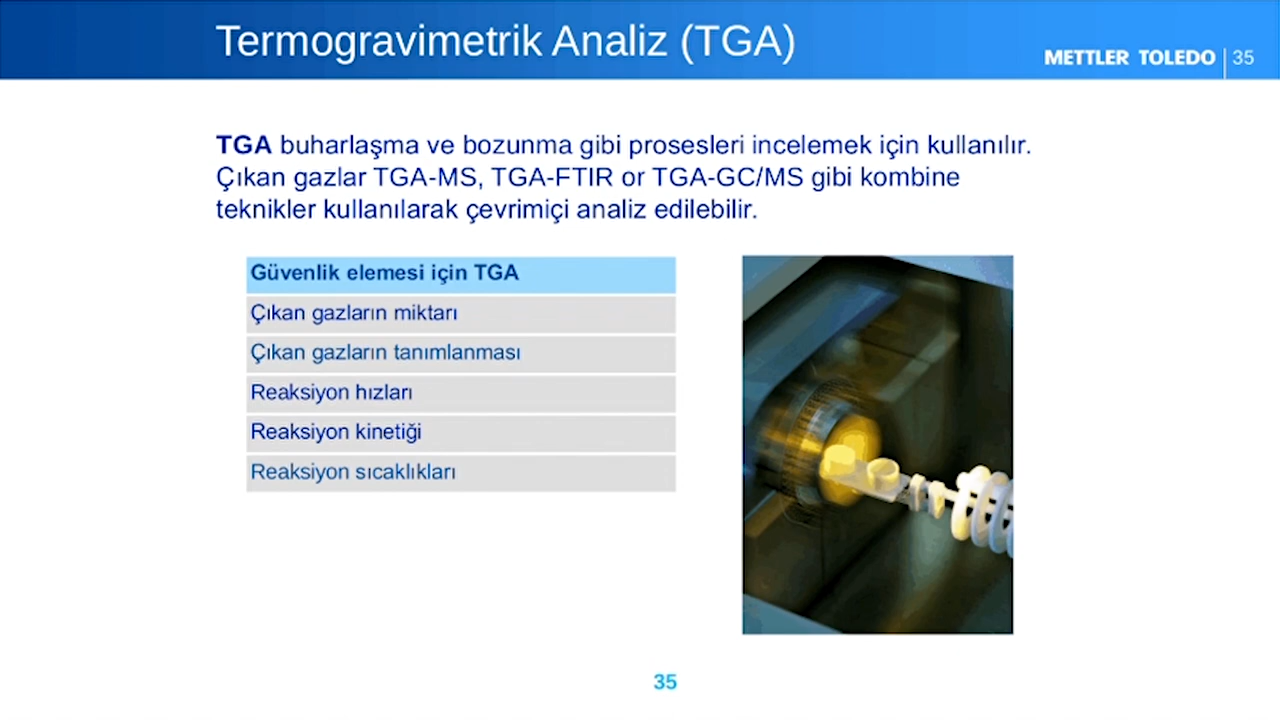 Termogravimetrik Analiz (TGA)
METTLER TOLEDO 35
TGA buharlaşma ve bozunma gibi prosesleri incelemek için kullanılır.
Çıkan gazlar TGA-MS, TGA-FTIR or TGA-GC/MS gibi kombine
teknikler kullanılarak çevrimiçi analiz edilebilir.
Güvenlik elemesi için TGA
Çıkan gazların miktarı
Çıkan gazların tanımlanması
Reaksiyon hızları
Reaksiyon kinetiği
Reaksiyon sıcaklıkları
35